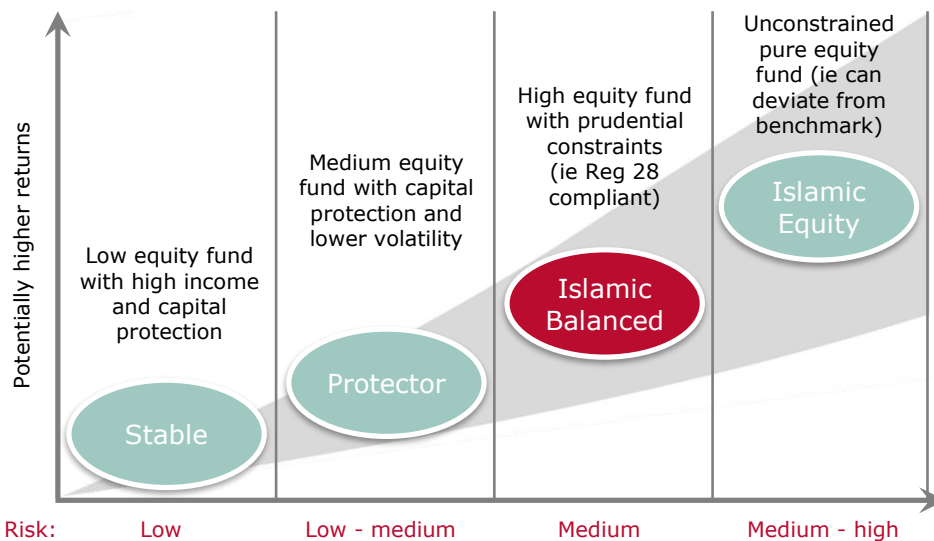 Potentially higher returns
Low equity fund
with high income
and capital
protection
Stable
Medium equity
fund with capital
protection and
lower volatility
Protector
High equity fund
with prudential
constraints
(ie Reg 28
compliant)
Islamic
Balanced
Unconstrained
pure equity
fund (ie can
deviate from
benchmark)
Islamic
Equity
Risk:
Low
Low - medium
Medium
Medium - high